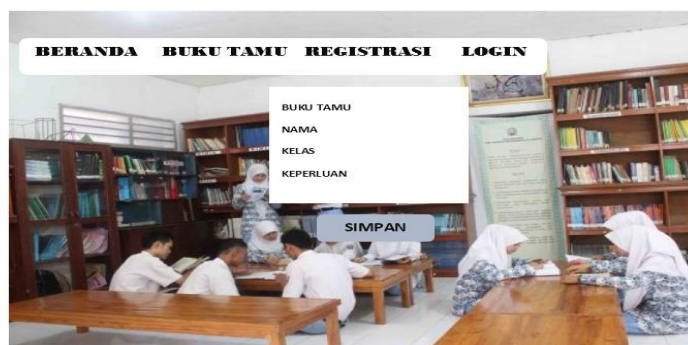 BERANDA BUKU TAMU REGISTRASI LOGIN
BUKU TAMU
NAMA
KELAS
KEPERLUAN
SIMPAN